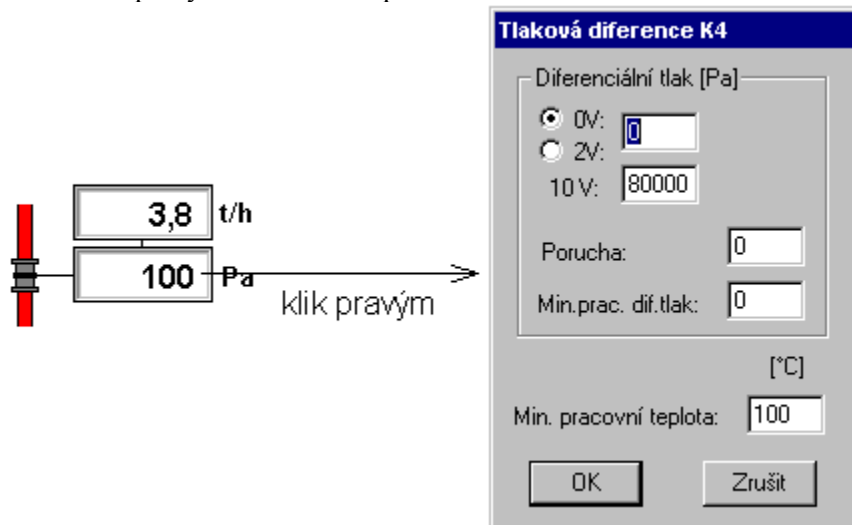 Tlaková diference K4
Diferenciální tlak [Pa]
0V: 0
2V:
10 V: 80000
3,8 t/h
100 Pa
klik pravým
Porucha: 0
Min.prac. dif.tlak: 0
[°C]
Min. pracovní teplota: 100
OK Zrušit